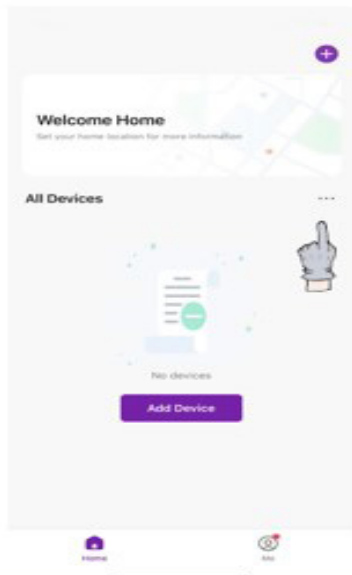 Welcome Home
Set your home location for more information
All Devices
...
No devices
Add Device
Home
Me